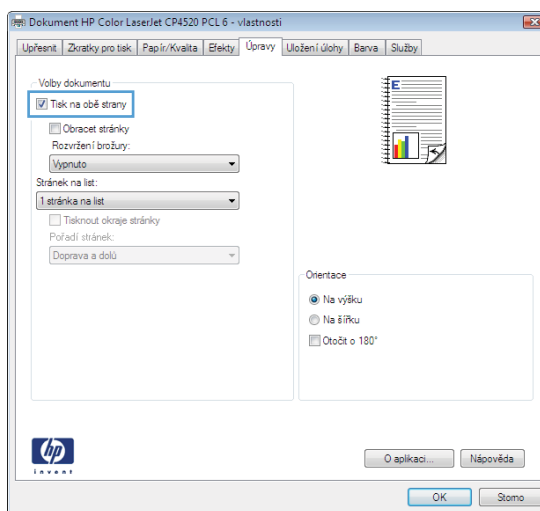 Dokument HP Color LaserJet CP4520 PCL 6 - vlastnosti
Upřesnit Zkratky pro tisk Papír/Kvalita Efekty Úpravy Uložení úlohy Barva Služby
Volby dokumentu
Tisk na obě strany
Obracet stránky
Rozvržení brožury:
Vypnuto
Stránek na list:
1 stránka na list
Tisknout okraje stránky
Pořadí stránek:
Doprava a dolů
E
Orientace
Na výšku
Na šířku
Otočit o 180°
hp
invent
O aplikaci... Nápověda
OK Storno